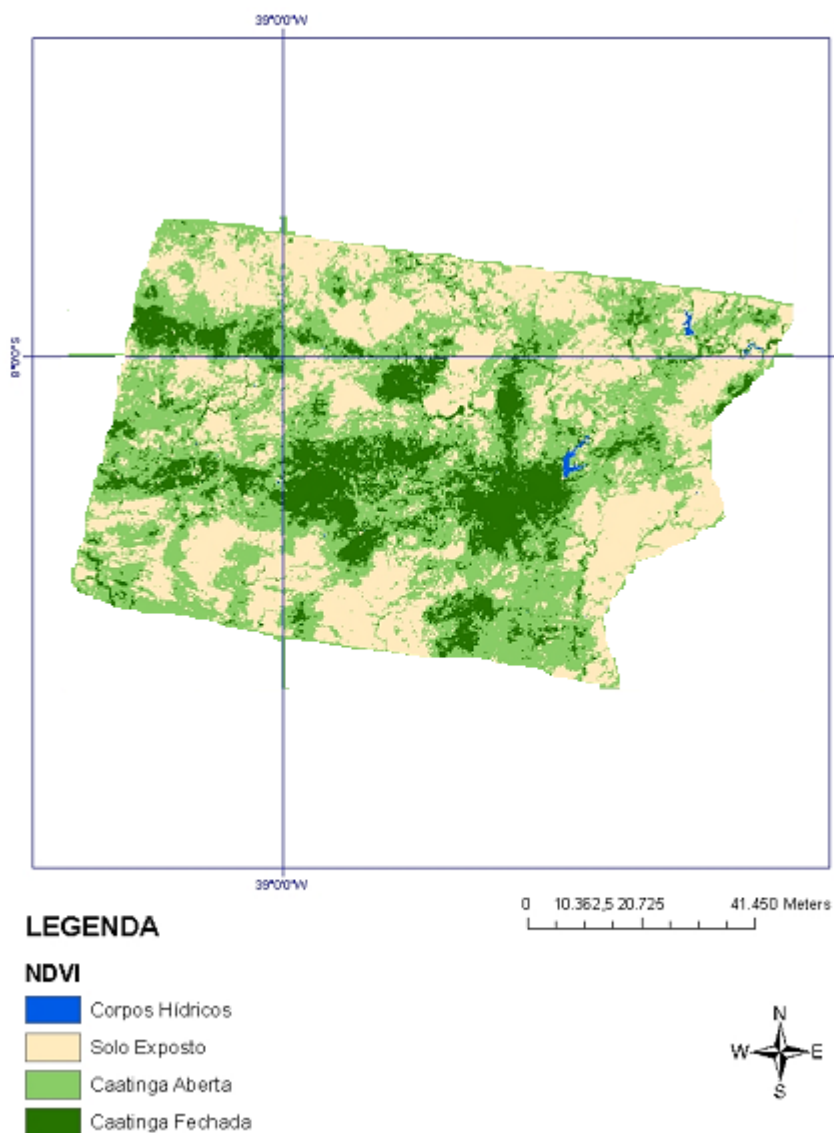 39°0'0"W
8°0'0"S
39°0'0"W
0 10.362,5 20.725 41.450 Meters
LEGENDA
NDVI
Corpos Hídricos
Solo Exposto
Caatinga Aberta
Caatinga Fechada
N
W E
S